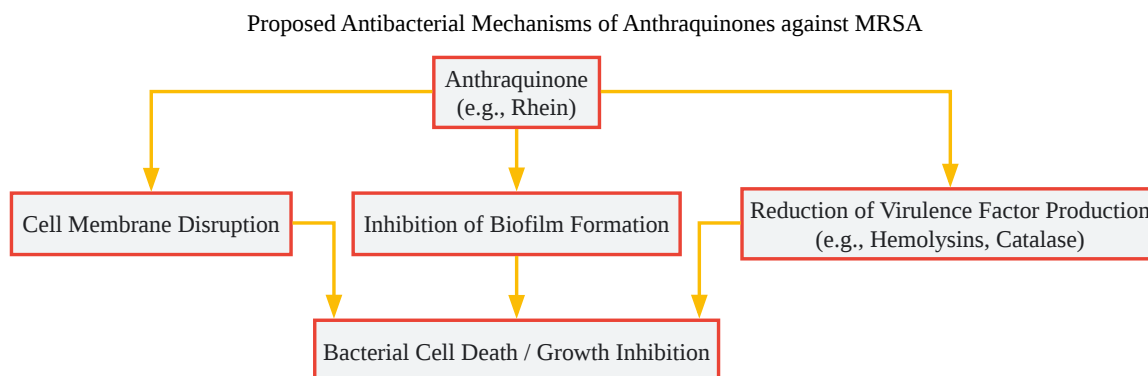 Proposed Antibacterial Mechanisms of Anthraquinones against MRSA
Anthraquinone
(e.g., Rhein)
Cell Membrane Disruption
Inhibition of Biofilm Formation
Reduction of Virulence Factor Production
(e.g., Hemolysins, Catalase)
Bacterial Cell Death / Growth Inhibition